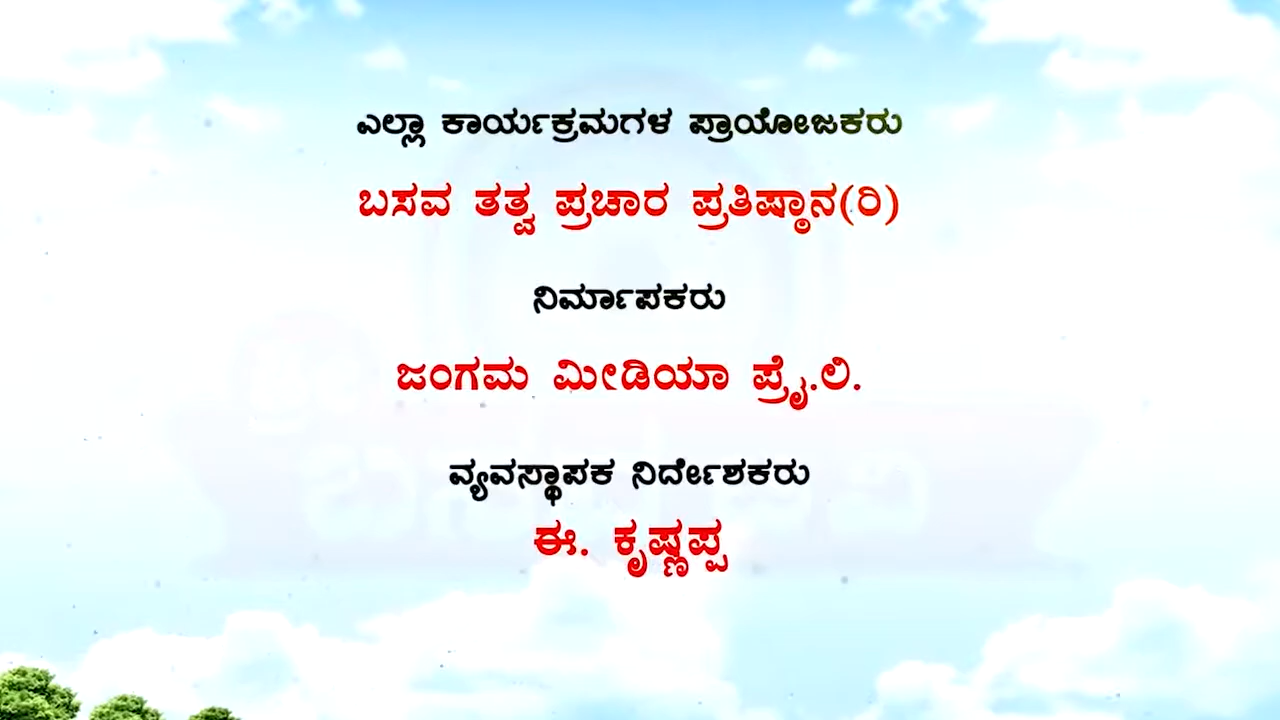 ಎಲ್ಲಾ ಕಾರ್ಯಕ್ರಮಗಳ ಪ್ರಾಯೋಜಕರು
ಬಸವ ತತ್ವ ಪ್ರಚಾರ ಪ್ರತಿಷ್ಠಾನ(ರಿ)
ನಿರ್ಮಾಪಕರು
ಜಂಗಮ ಮೀಡಿಯಾ ಪ್ರೈ.ಲಿ.
ವ್ಯವಸ್ಥಾಪಕ ನಿರ್ದೇಶಕರು
ಈ. ಕೃಷ್ಣಪ್ಪ